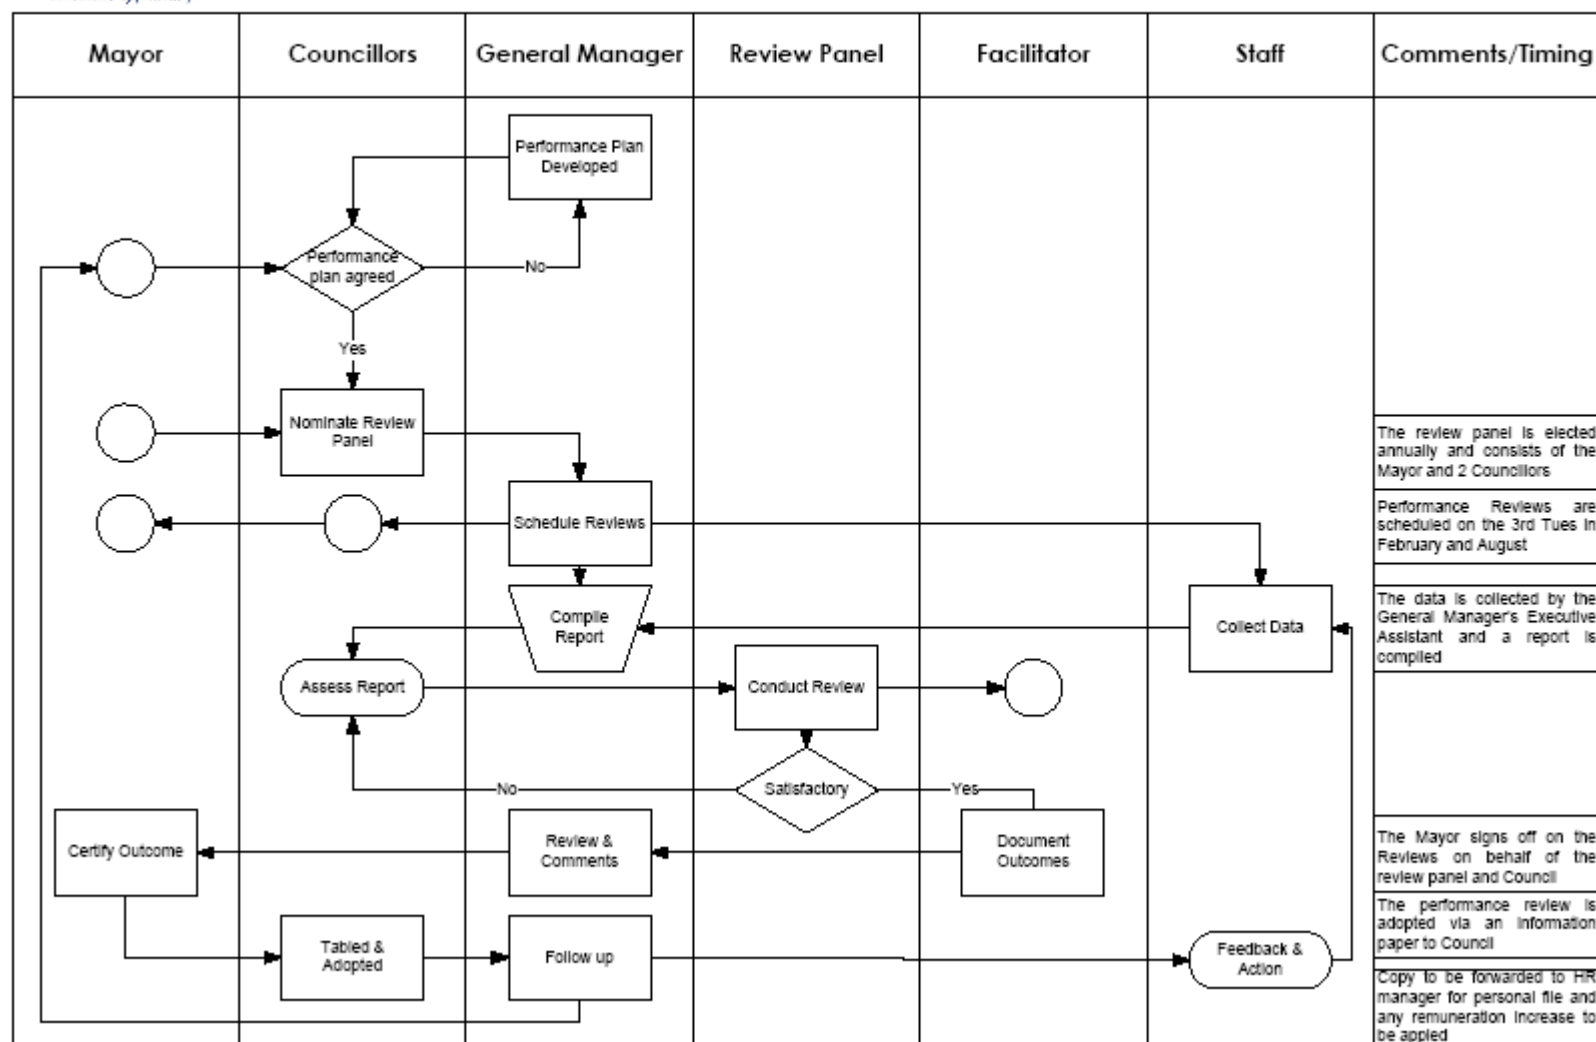 Mayor
Councillors
General Manager
Review Panel
Facilitator
Staff
Comments/Timing
Performance Plan
Developed
Performance
plan agreed
No
Yes
Nominate Review
Panel
The review panel is elected
annually and consists of the
Mayor and 2 Councillors
Schedule Reviews
Performance Reviews are
scheduled on the 3rd Tues in
February and August
Compile
Report
Collect Data
The data is collected by the
General Manager's Executive
Assistant and a report is
compiled
Assess Report
Conduct Review
No
Satisfactory
Yes
Certify Outcome
Review &
Comments
Document
Outcomes
The Mayor signs off on the
Reviews on behalf of the
review panel and Council
Tabled &
Adopted
Follow up
Feedback &
Action
The performance review is
adopted via an information
paper to Council
Copy to be forwarded to HR
manager for personal file and
any remuneration increase to
be appled